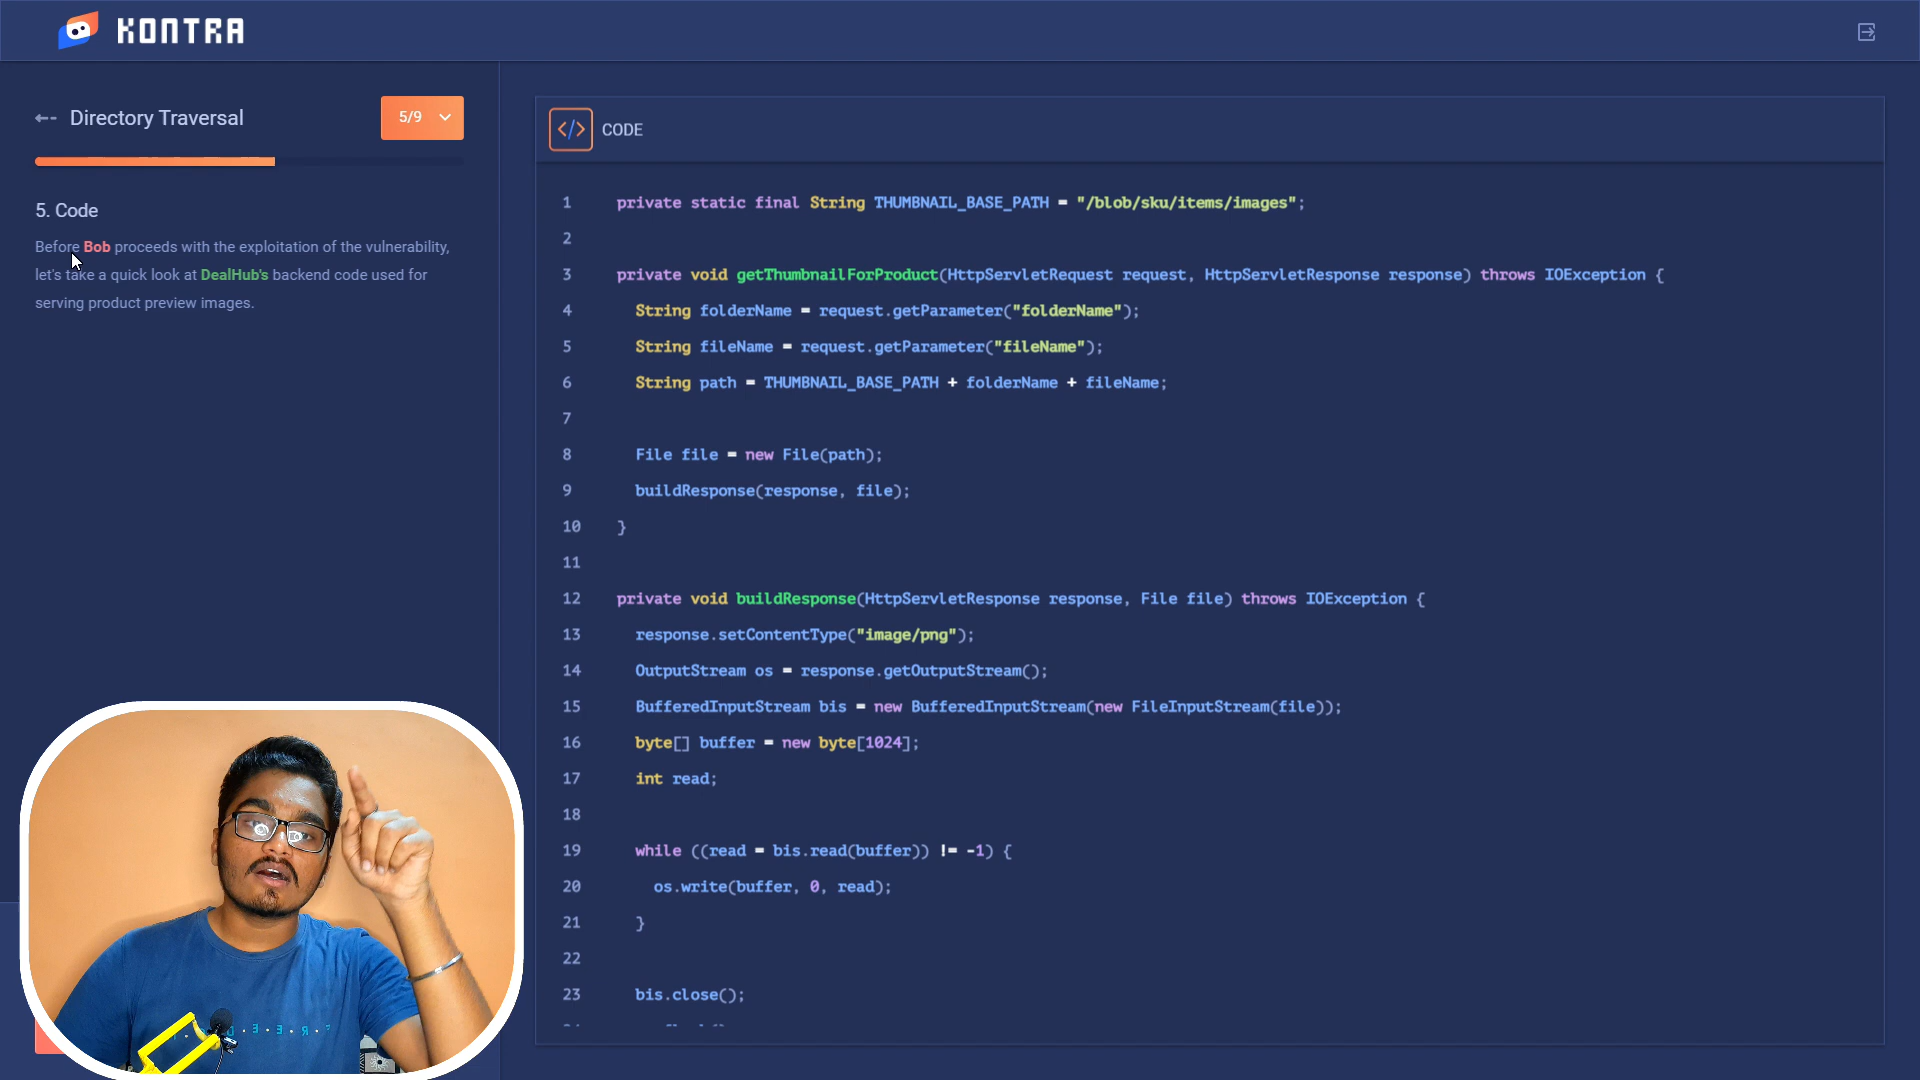 KONTRA
Directory Traversal
5/9
5. Code
Before Bob proceeds with the exploitation of the vulnerability,
let's take a quick look at DealHub's backend code used for
serving product preview images.
</> CODE
1 private static final String THUMBNAIL_BASE_PATH = "/blob/sku/items/images";
2
3 private void getThumbnailForProduct(HttpServletRequest request, HttpServletResponse response) throws IOException {
4 String folderName = request.getParameter("folderName");
5 String fileName = request.getParameter("fileName");
6 String path = THUMBNAIL_BASE_PATH + folderName + fileName;
7
8 File file = new File(path);
9 buildResponse(response, file);
10 }
11
12 private void buildResponse(HttpServletResponse response, File file) throws IOException {
13 response.setContentType("image/png");
14 OutputStream os = response.getOutputStream();
15 BufferedInputStream bis = new BufferedInputStream(new FileInputStream(file));
16 byte[] buffer = new byte[1024];
17 int read;
18
19 while ((read = bis.read(buffer)) != -1) {
20 os.write(buffer, 0, read);
21 }
22
23 bis.close();